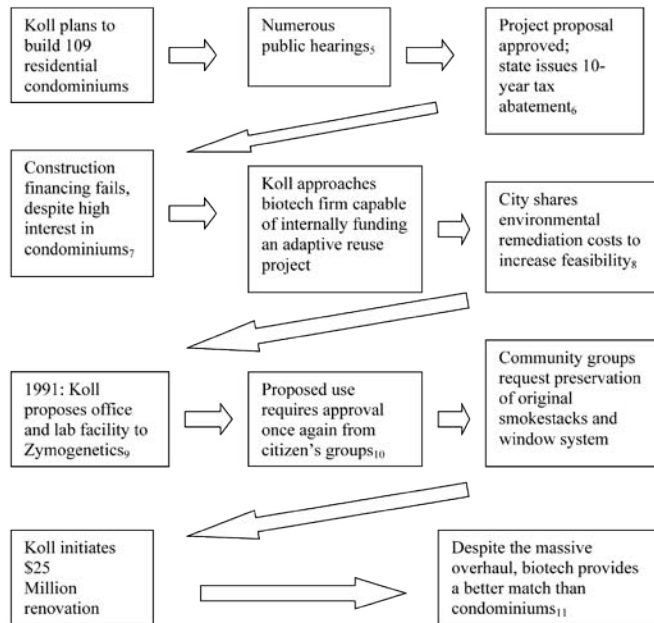 Koll plans to
build 109
residential
condominiums
Numerous
public hearings5
Project proposal
approved;
state issues 10-
year tax
abatement6
Construction
financing fails,
despite high
interest in
condominiums7
Koll approaches
biotech firm capable
of internally funding
an adaptive reuse
project
City shares
environmental
remediation costs to
increase feasibility8
1991: Koll
proposes office
and lab facility to
Zymogenetics9
Proposed use
requires approval
once again from
citizen's groups10
Community groups
request preservation
of original
smokestacks and
window system
Koll initiates
$25
Million
renovation
Despite the massive
overhaul, biotech provides
a better match than
condominiums11